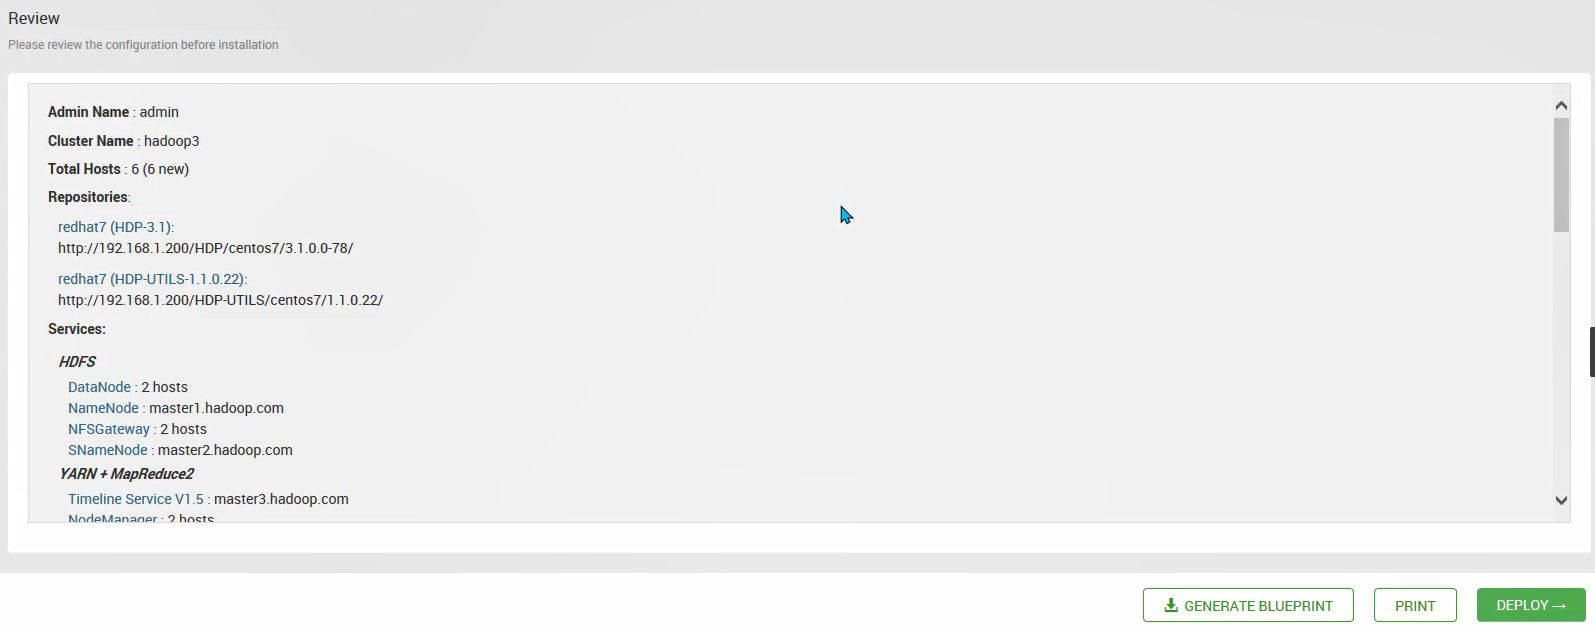 Review
Please review the configuration before installation
Admin Name : admin
Cluster Name : hadoop3
Total Hosts : 6 (6 new)
Repositories:
redhat7 (HDP-3.1):
http://192.168.1.200/HDP/centos7/3.1.0.0-78/
redhat7 (HDP-UTILS-1.1.0.22):
http://192.168.1.200/HDP-UTILS/centos7/1.1.0.22/
Services:
HDFS
DataNode : 2 hosts
NameNode : master1.hadoop.com
NFSGateway : 2 hosts
SNameNode : master2.hadoop.com
YARN + MapReduce2
Timeline Service V1.5 : master3.hadoop.com
NodeManager : 2 hosts
GENERATE BLUEPRINT
PRINT
DEPLOY →